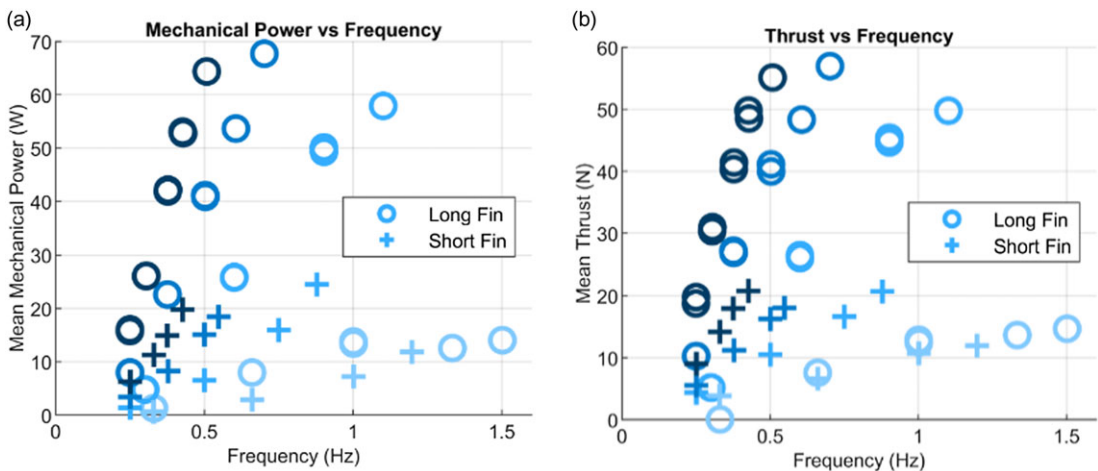 (a)
Mechanical Power vs Frequency
Mean Mechanical Power (W)
70
60
50
40
30
20
10
0
0
0.5
1
1.5
Frequency (Hz)
Long Fin
Short Fin
(b)
Thrust vs Frequency
Mean Thrust (N)
60
50
40
30
20
10
0
0
0.5
1
1.5
Frequency (Hz)
Long Fin
Short Fin